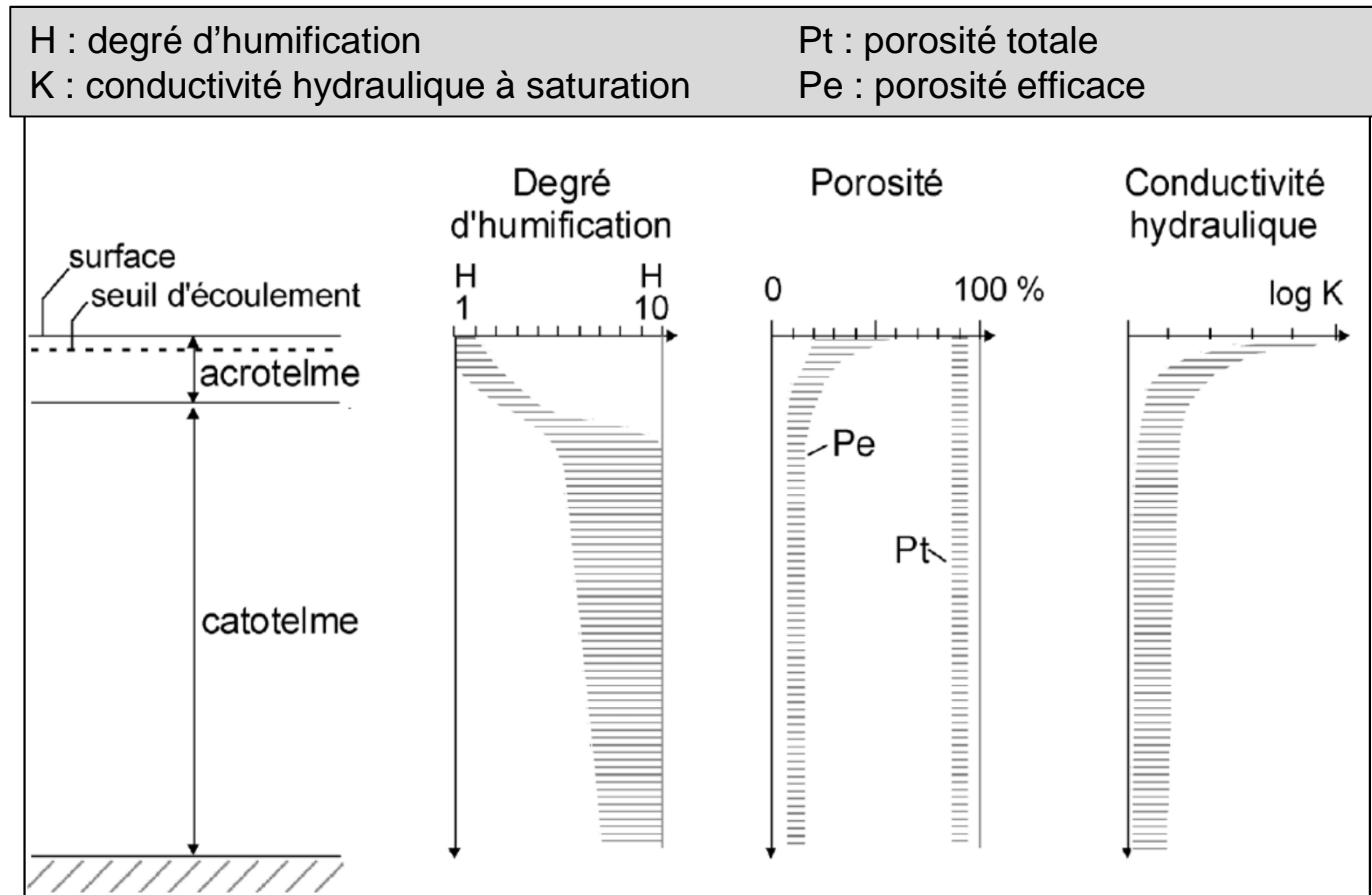 H : degré d’humification
Pt : porosité totale
K : conductivité hydraulique à saturation
Pe : porosité efficace
Degré
d'humification
Porosité
Conductivité
hydraulique
surface
seuil d'écoulement
acrotelme
catotelme
H
1
H
10
0
100 %
log K
Pe
Pt